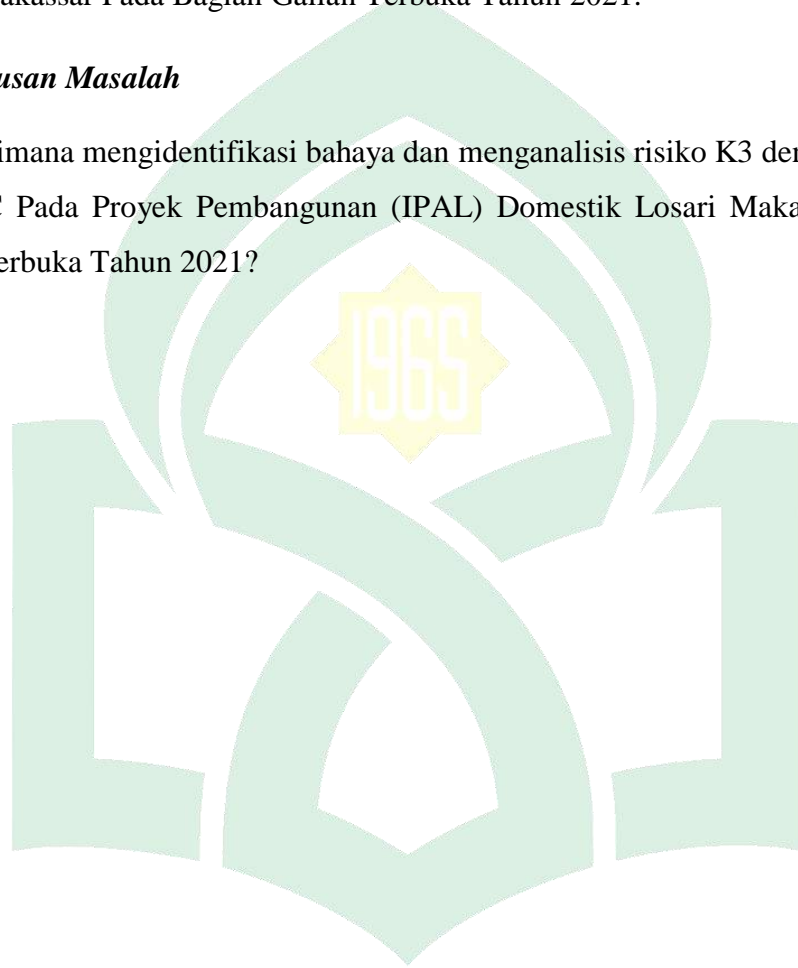 akassar Pada Bagian Galian Terbuka Tahun 2021.
usan Masalah
imana mengidentifikasi bahaya dan menganalisis risiko K3 den
Pada Proyek Pembangunan (IPAL) Domestik Losari Maka
erbuka Tahun 2021?
1965